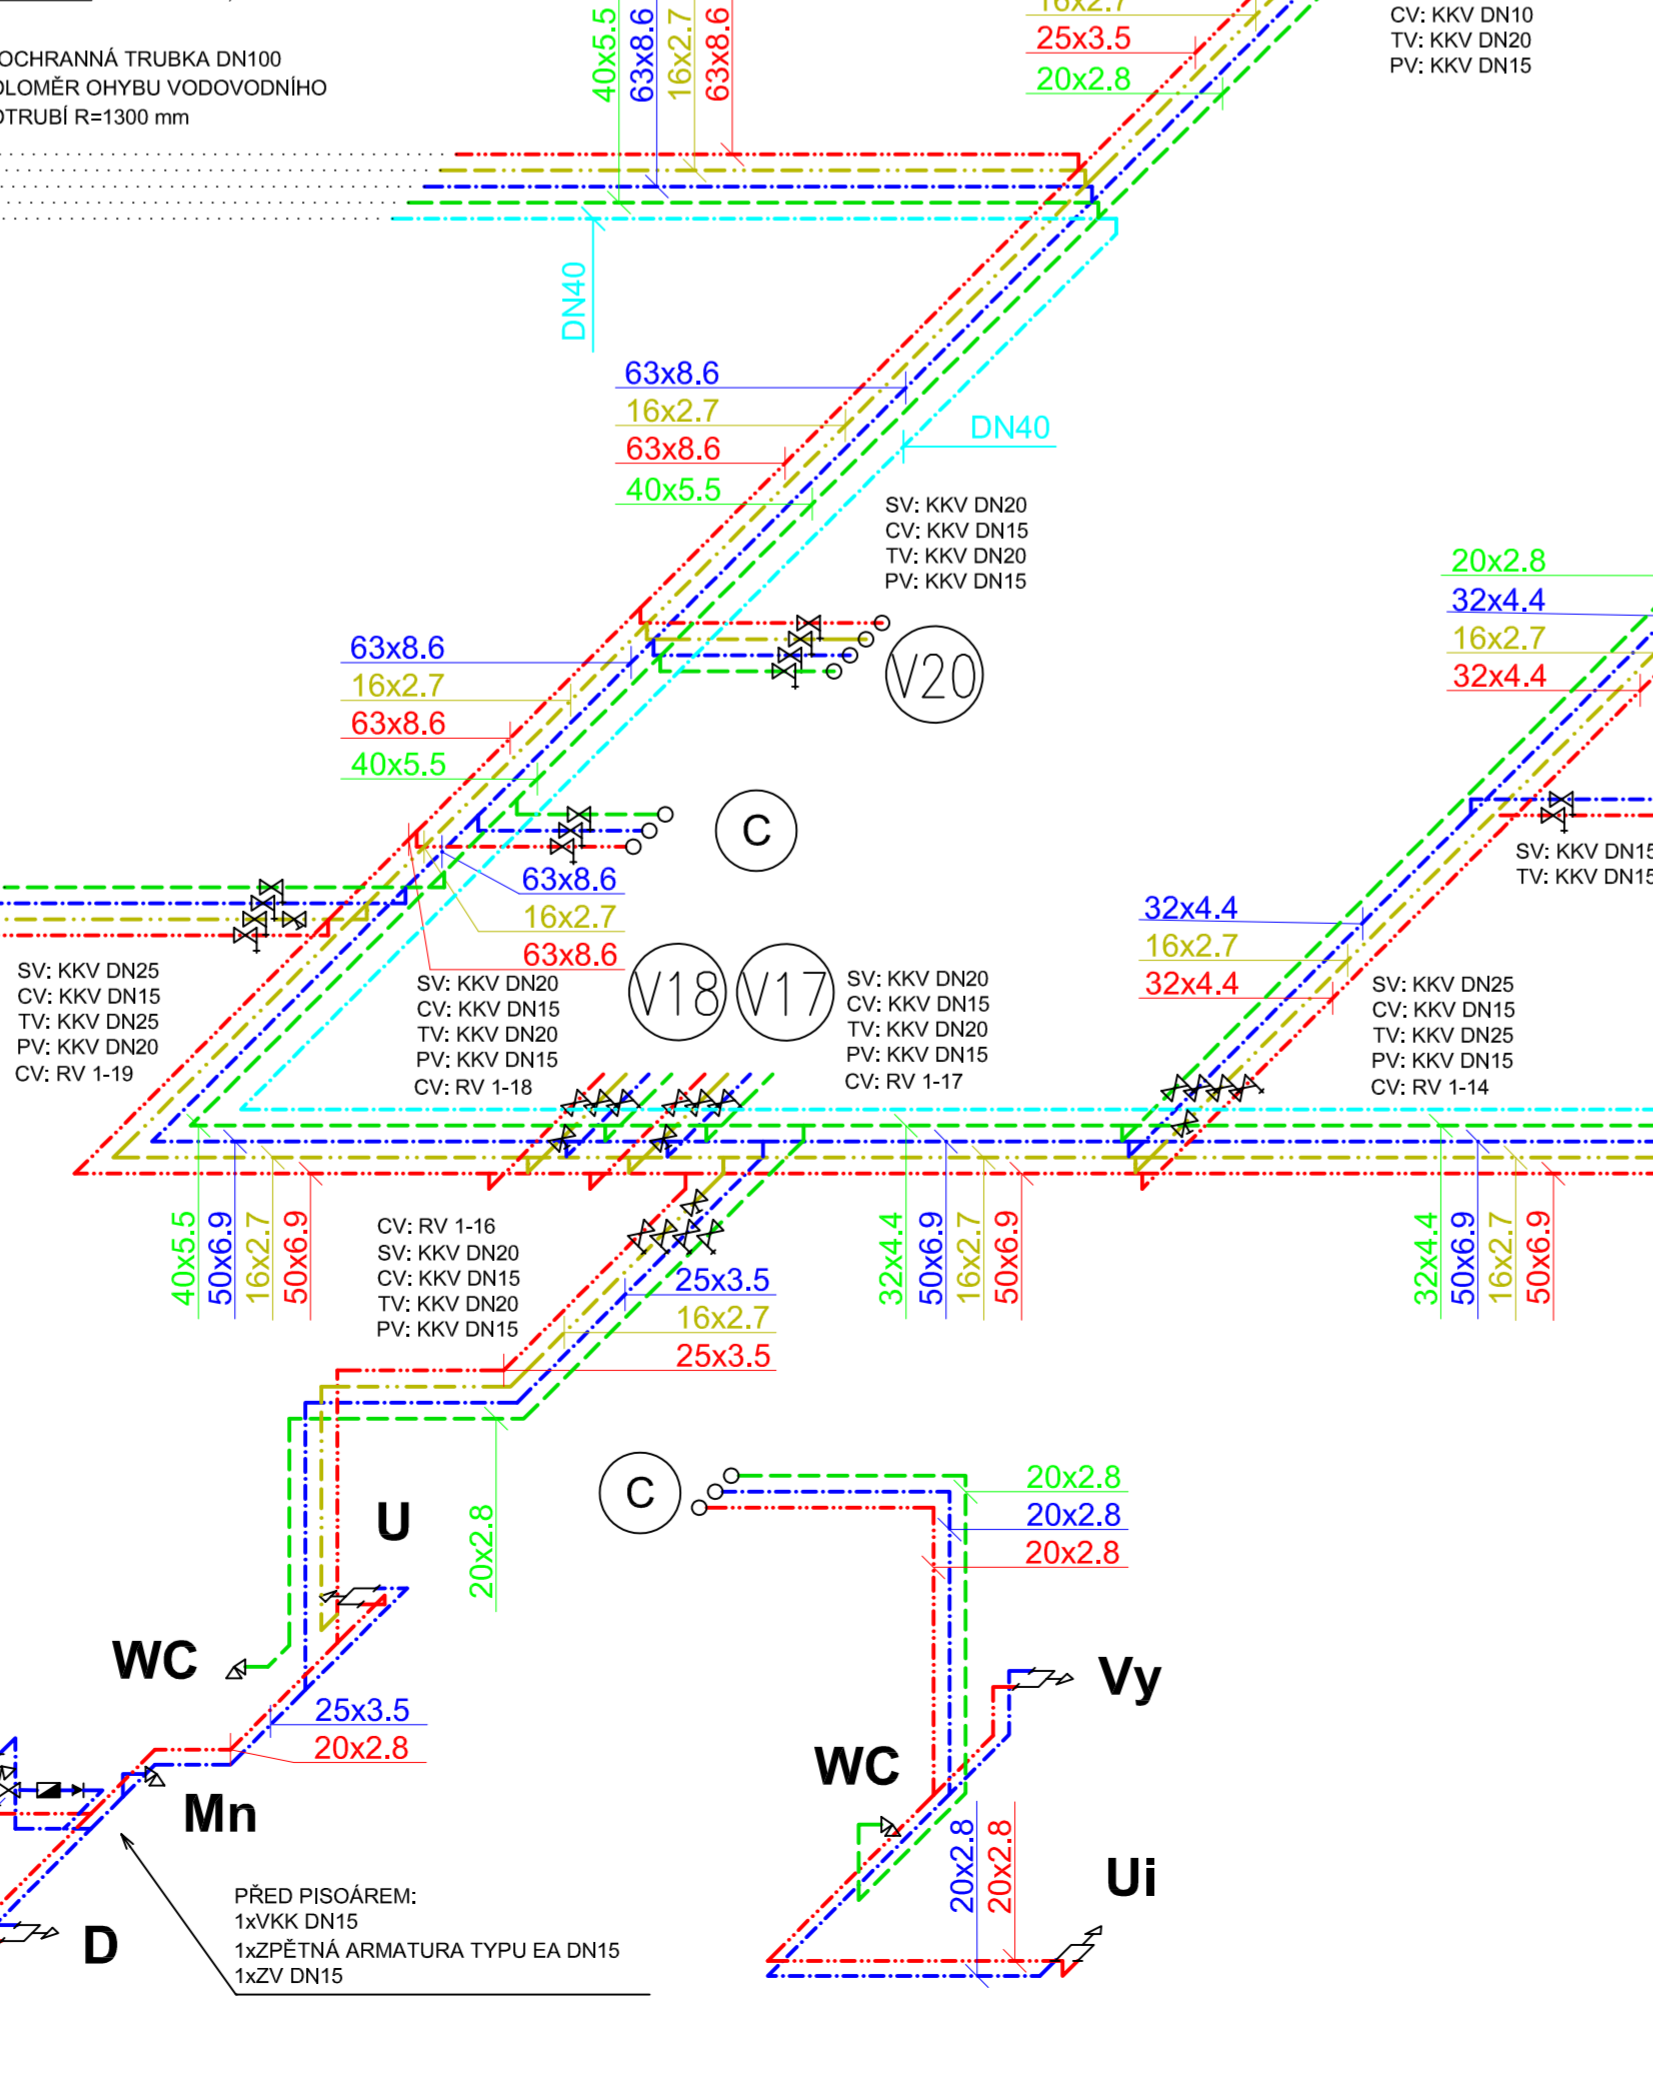 OCHRANNÁ TRUBKA DN100
OHYBU VODOVODNÍHO
R=1300 mm
40x5.5
63x8.6
16x2.7
63x8.6
16x2.7
25x3.5
20x2.8
CV: KKV DN10
TV: KKV DN20
PV: KKV DN15
DN40
63x8.6
16x2.7
63x8.6
40x5.5
DN40
SV: KKV DN20
CV: KKV DN15
TV: KKV DN20
PV: KKV DN15
V20
20x2.8
32x4.4
16x2.7
32x4.4
63x8.6
16x2.7
63x8.6
40x5.5
C
63x8.6
16x2.7
63x8.6
SV: KKV DN15
TV: KKV DN15
32x4.4
16x2.7
32x4.4
SV: KKV DN25
CV: KKV DN15
TV: KKV DN25
PV: KKV DN20
CV: RV 1-19
SV: KKV DN20
CV: KKV DN15
TV: KKV DN20
PV: KKV DN15
CV: RV 1-18
V18
V17
SV: KKV DN20
CV: KKV DN15
TV: KKV DN20
PV: KKV DN15
CV: RV 1-17
SV: KKV DN25
CV: KKV DN15
TV: KKV DN25
PV: KKV DN15
CV: RV 1-14
40x5.5
50x6.9
16x2.7
50x6.9
CV: RV 1-16
SV: KKV DN20
CV: KKV DN15
TV: KKV DN20
PV: KKV DN15
25x3.5
16x2.7
25x3.5
32x4.4
50x6.9
16x2.7
50x6.9
32x4.4
50x6.9
16x2.7
50x6.9
U
20x2.8
C
20x2.8
20x2.8
20x2.8
WC
25x3.5
20x2.8
Mn
Vy
WC
20x2.8
20x2.8
Ui
D
PŘED PISOÁREM:
1xVKK DN15
1xZPĚTNÁ ARMATURA TYPU EA DN15
1xZV DN15